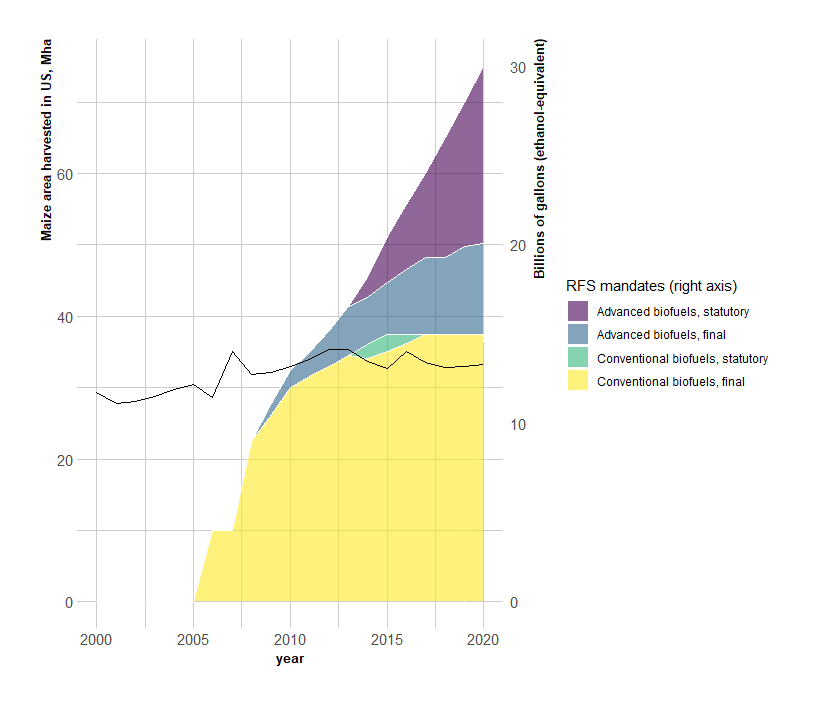 Maize area harvested in US, Mha
Billions of gallons (ethanol-equivalent)
60
40
20
0
30
20
10
0
2000 2005 2010 2015 2020
year
RFS mandates (right axis)
Advanced biofuels, statutory
Advanced biofuels, final
Conventional biofuels, statutory
Conventional biofuels, final